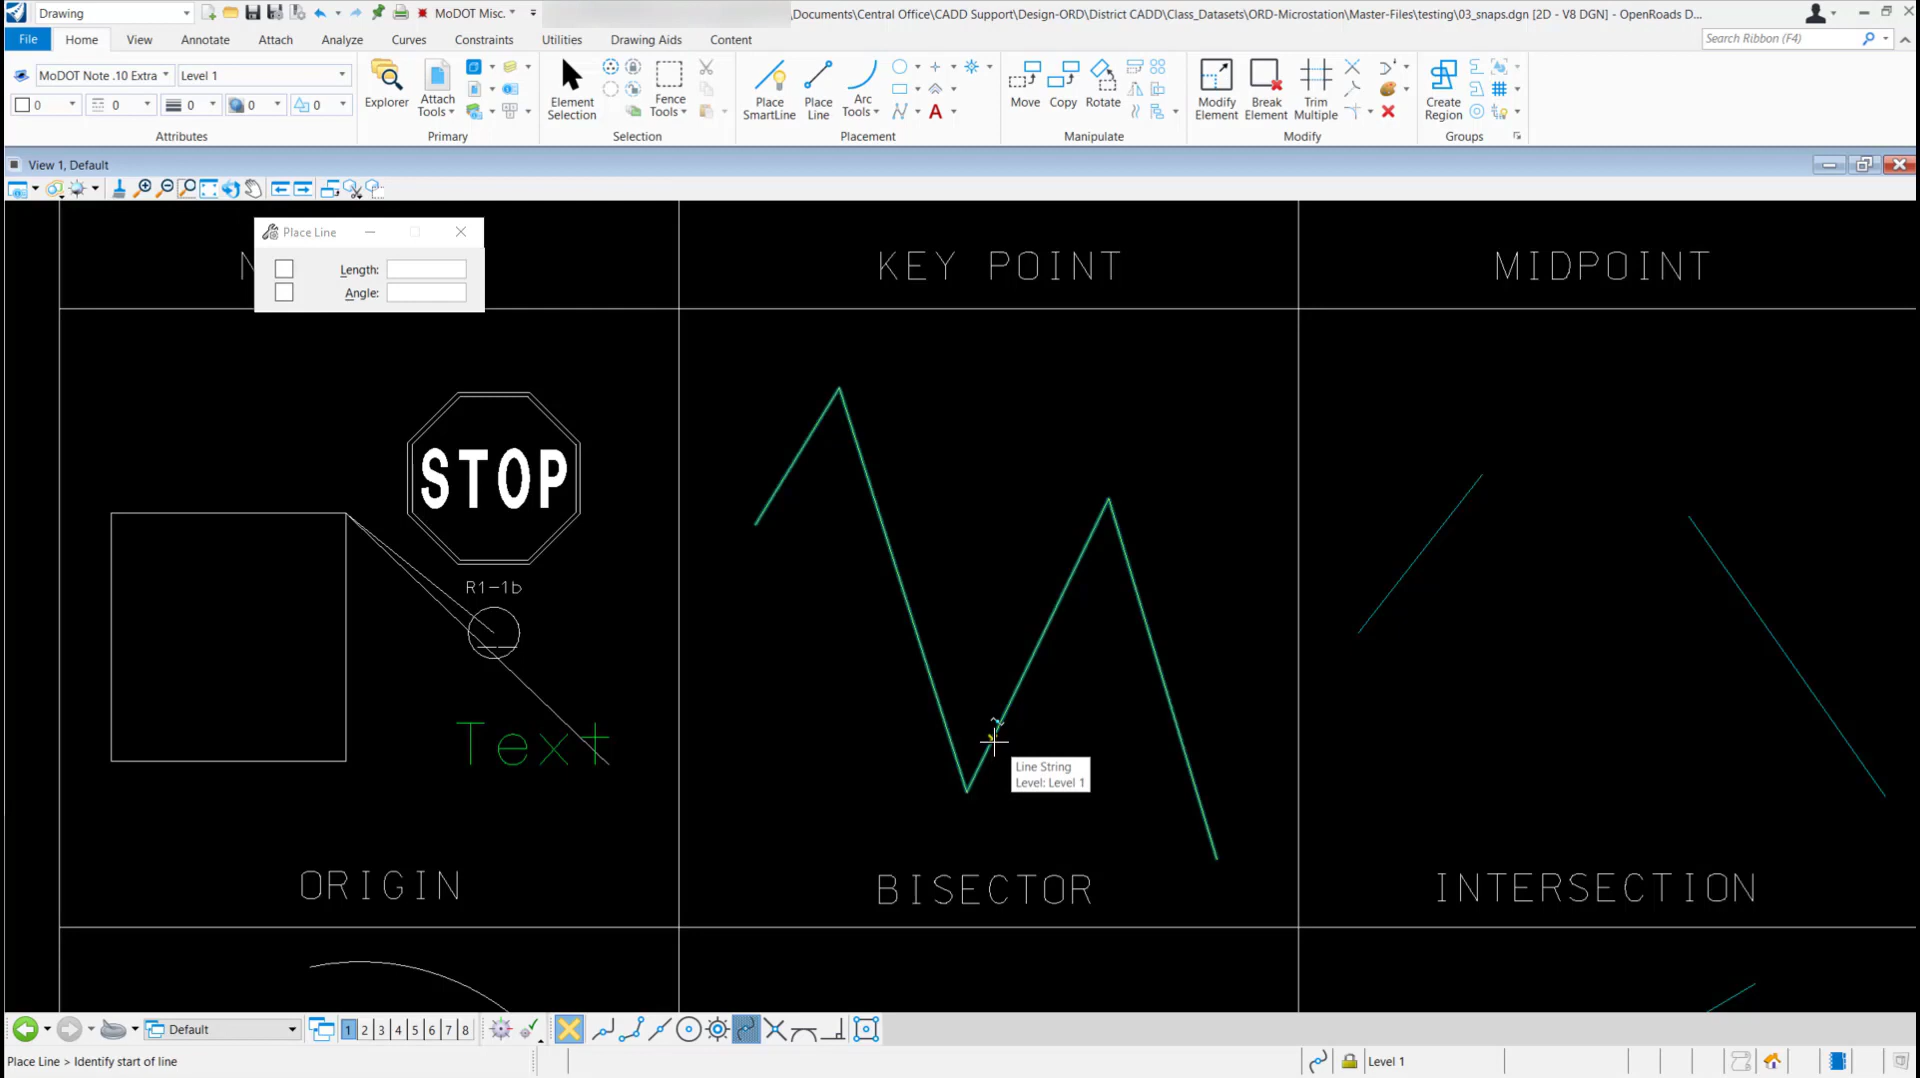 Drawing
MoDOT Misc.
\Documents\Central Office\CADD Support\Design-ORD\District CADD\Class_Datasets\ORD-Microstation\Master-Files\testing\03_snaps.dgn [2D - V8 DGN] - OpenRoads D...
File Home View Annotate Attach Analyze Curves Constraints Utilities Drawing Aids Content
Search Ribbon (F4)
MoDOT Note .10 Extra
Level 1
0 0 0 0 0
Attributes
Explorer
Attach Tools
Primary
Element Selection
Fence Tools
Selection
Place SmartLine
Place Line
Arc Tools
A
Placement
Move
Copy
Rotate
Manipulate
Modify Element
Break Element
Trim Multiple
Modify
Create Region
Groups
View 1, Default
Place Line
Length:
Angle:
KEY POINT
MIDPOINT
STOP
R1-1b
Text
Line String
Level: Level 1
ORIGIN
BISECTOR
INTERSECTION
Default
1 2 3 4 5 6 7 8
Place Line > Identify start of line
Level 1